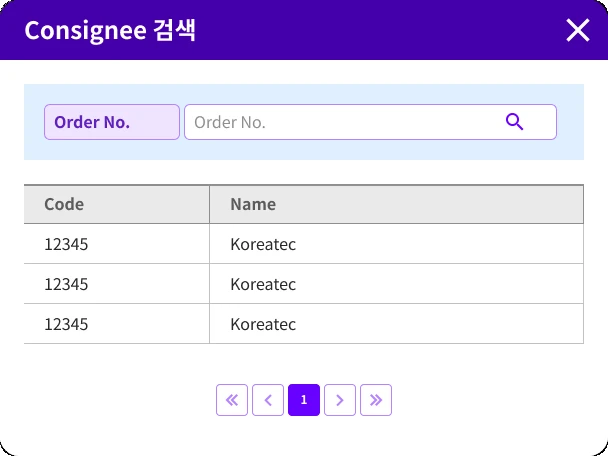 Consignee 검색
Order No. Order No.
Code Name
12345 Koreatec
12345 Koreatec
12345 Koreatec
1